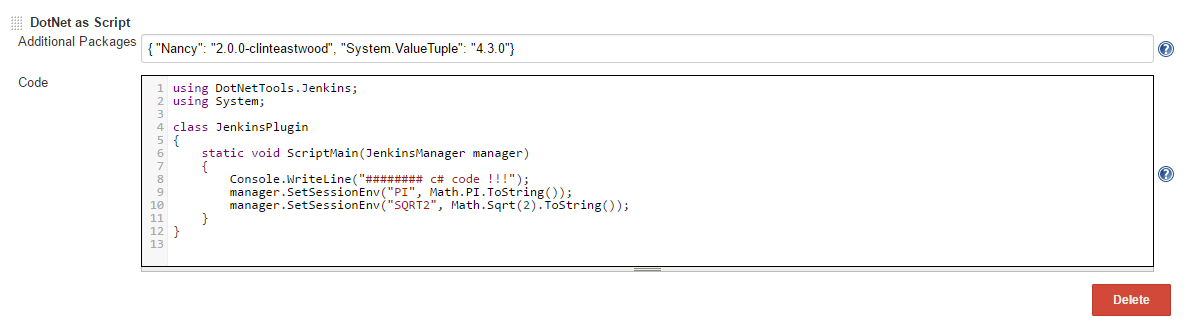 DotNet as Script
Additional Packages
{ "Nancy": "2.0.0-clinteastwood", "System.ValueTuple": "4.3.0"}
?
Code
1 using DotNetTools.Jenkins;
2 using System;
3
4 class JenkinsPlugin
5 {
6     static void ScriptMain(JenkinsManager manager)
7     {
8         Console.WriteLine("######## c# code !!!");
9         manager.SetSessionEnv("PI", Math.PI.ToString());
10         manager.SetSessionEnv("SQRT2", Math.Sqrt(2).ToString());
11     }
12 }
13
?
Delete